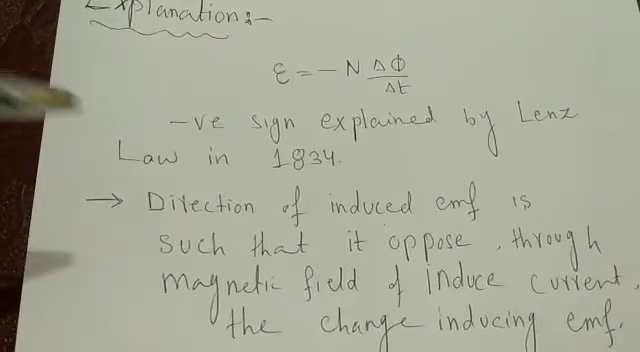 Explanation:-
ε = - N ΔΦ/Δt
-ve sign explained by Lenz
Law in 1834.
→ Direction of induced emf is
such that it oppose, through
magnetic field of induce current,
the change inducing emf.